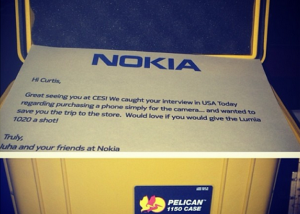 NOKIA
Hi Curtis,
Great seeing you at CES! We caught your interview in USA Today
regarding purchasing a phone simply for the camera... and wanted to
save you the trip to the store. Would love if you would give the Lumia
1020 a shot!
Truly,
Juha and your friends at Nokia
PELICAN
1150 CASE